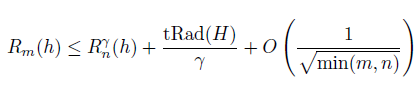 R_m(h) ≤ R_n^γ(h) + tRad(H)/γ + O(1/√min(m, n))